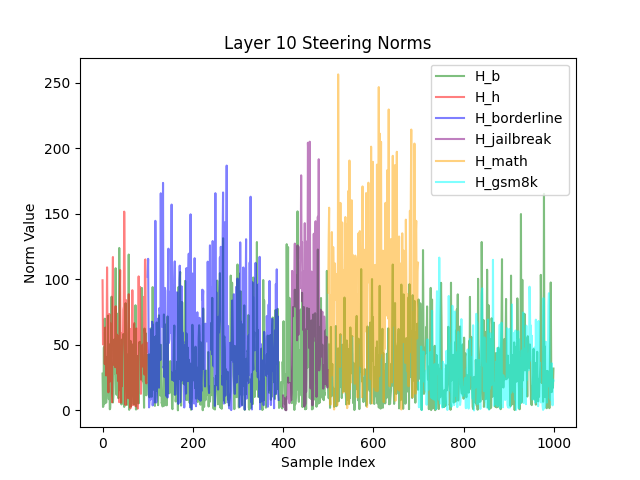 Layer 10 Steering Norms
H_b
H_h
H_borderline
H_jailbreak
H_math
H_gsm8k
Norm Value
250
200
150
100
50
0
0 200 400 600 800 1000
Sample Index